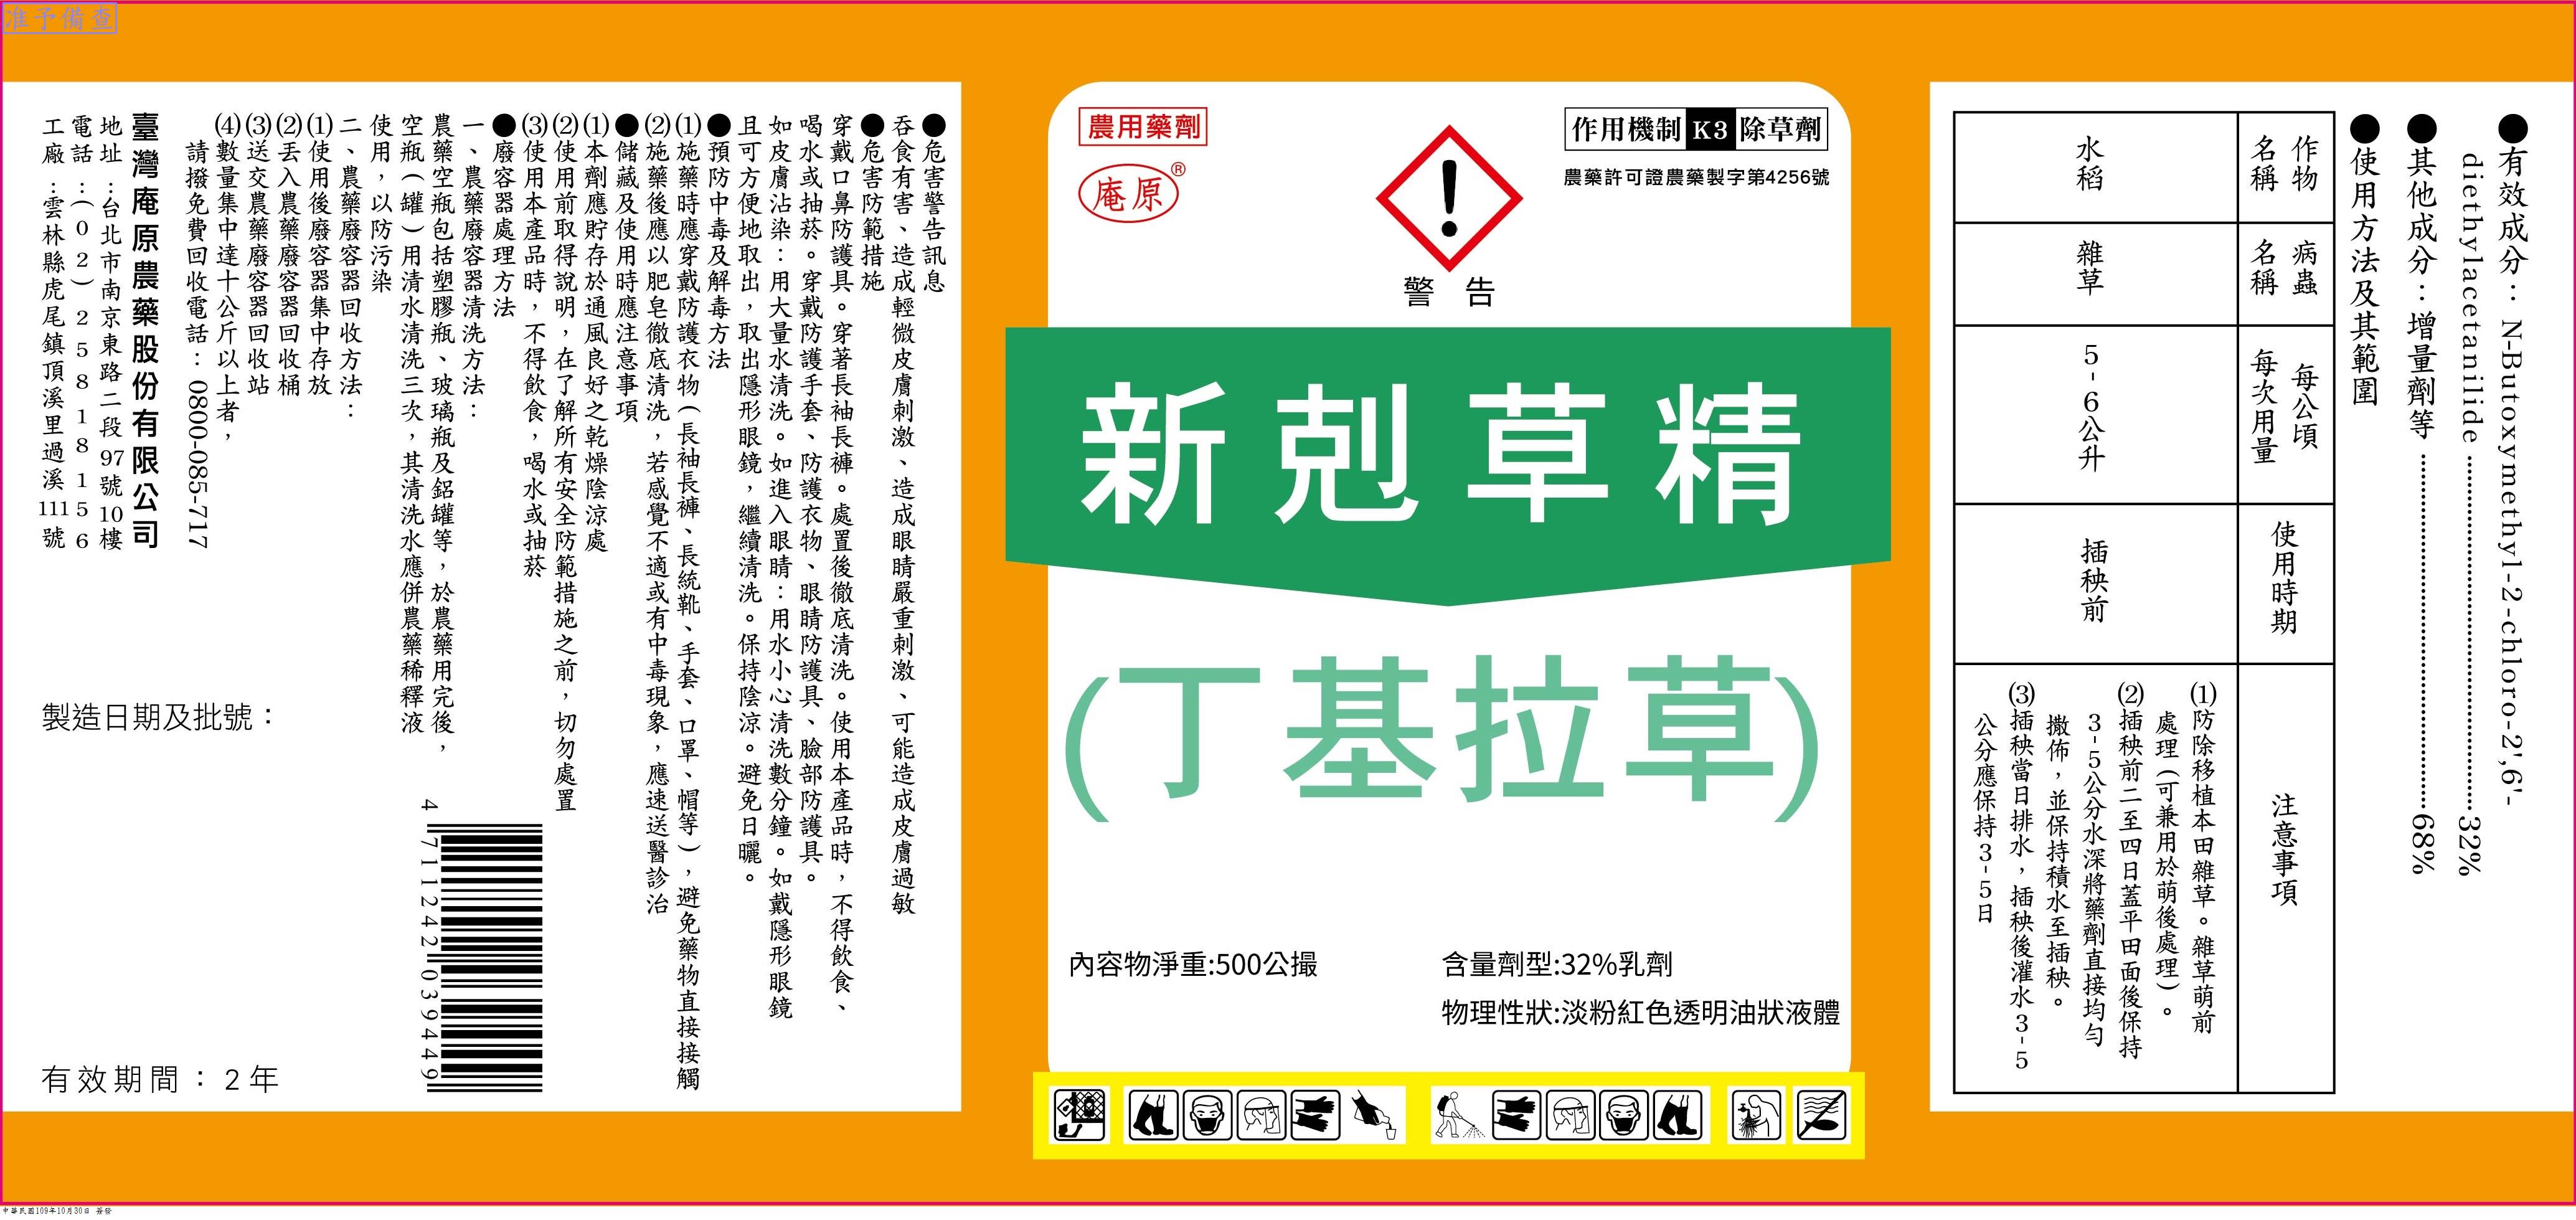 准予備查
●有效成分：N-Butoxymethyl-2-chloro-2',6'-
diethylacetanilide………32%
●其他成分：增量劑等………68%
●使用方法及其範圍
作物名稱
病蟲名稱
每公頃每次用量
使用時期
注意事項
水稻
雜草
5-6公升
插秧前
(1)防除移植本田雜草。雜草萌前
處理(可兼用於萌後處理)。
(2)插秧前二至四日蓋平田面後保持
3-5公分水深將藥劑直接均勻
撒佈，並保持積水至插秧。
(3)插秧當日排水，插秧後灌水3-5
公分應保持3-5日
農用藥劑
庵原®
作用機制 K3 除草劑
農藥許可證農藥製字第4256號
警告
新剋草精
(丁基拉草)
內容物淨重:500公撮
含量劑型:32%乳劑
物理性狀:淡粉紅色透明油狀液體
●危害警告訊息
吞食有害、造成輕微皮膚刺激、造成眼睛嚴重刺激、可能造成皮膚過敏
●危害防範措施
穿戴口鼻防護具。穿著長袖長褲。處置後徹底清洗。使用本產品時，不得飲食、
喝水或抽菸。穿戴防護手套、防護衣物、眼睛防護具、臉部防護具。
如皮膚沾染：用大量水清洗。如進入眼睛：用水小心清洗數分鐘。如戴隱形眼鏡
且可方便地取出，取出隱形眼鏡，繼續清洗。保持陰涼。避免日曬。
●預防中毒及解毒方法
(1)施藥時應穿戴防護衣物(長袖長褲、長統靴、手套、口罩、帽等)，避免藥物直接接觸
(2)施藥後應以肥皂徹底清洗，若感覺不適或有中毒現象，應速送醫診治
●儲藏及使用時應注意事項
(1)本劑應貯存於通風良好之乾燥陰涼處
(2)使用前取得說明，在了解所有安全防範措施之前，切勿處置
(3)使用本產品時，不得飲食，喝水或抽菸
●廢容器處理方法
一、農藥廢容器清洗方法：
農藥空瓶包括塑膠瓶、玻璃瓶及鋁罐等，於農藥用完後，
空瓶(罐)用清水清洗三次，其清洗水應併農藥稀釋液
使用，以防污染
二、農藥廢容器回收方法：
(1)使用後廢容器集中存放
(2)丟入農藥廢容器回收桶
(3)送交農藥廢容器回收站
(4)數量集中達十公斤以上者，
請撥免費回收電話：0800-085-717
臺灣庵原農藥股份有限公司
地址：台北市南京東路二段97號10樓
電話：(02)25818156
工廠：雲林縣虎尾鎮頂溪里過溪111號
製造日期及批號：
有效期間：2年
4 711242 039449
中華民國109年10月30日 簽發